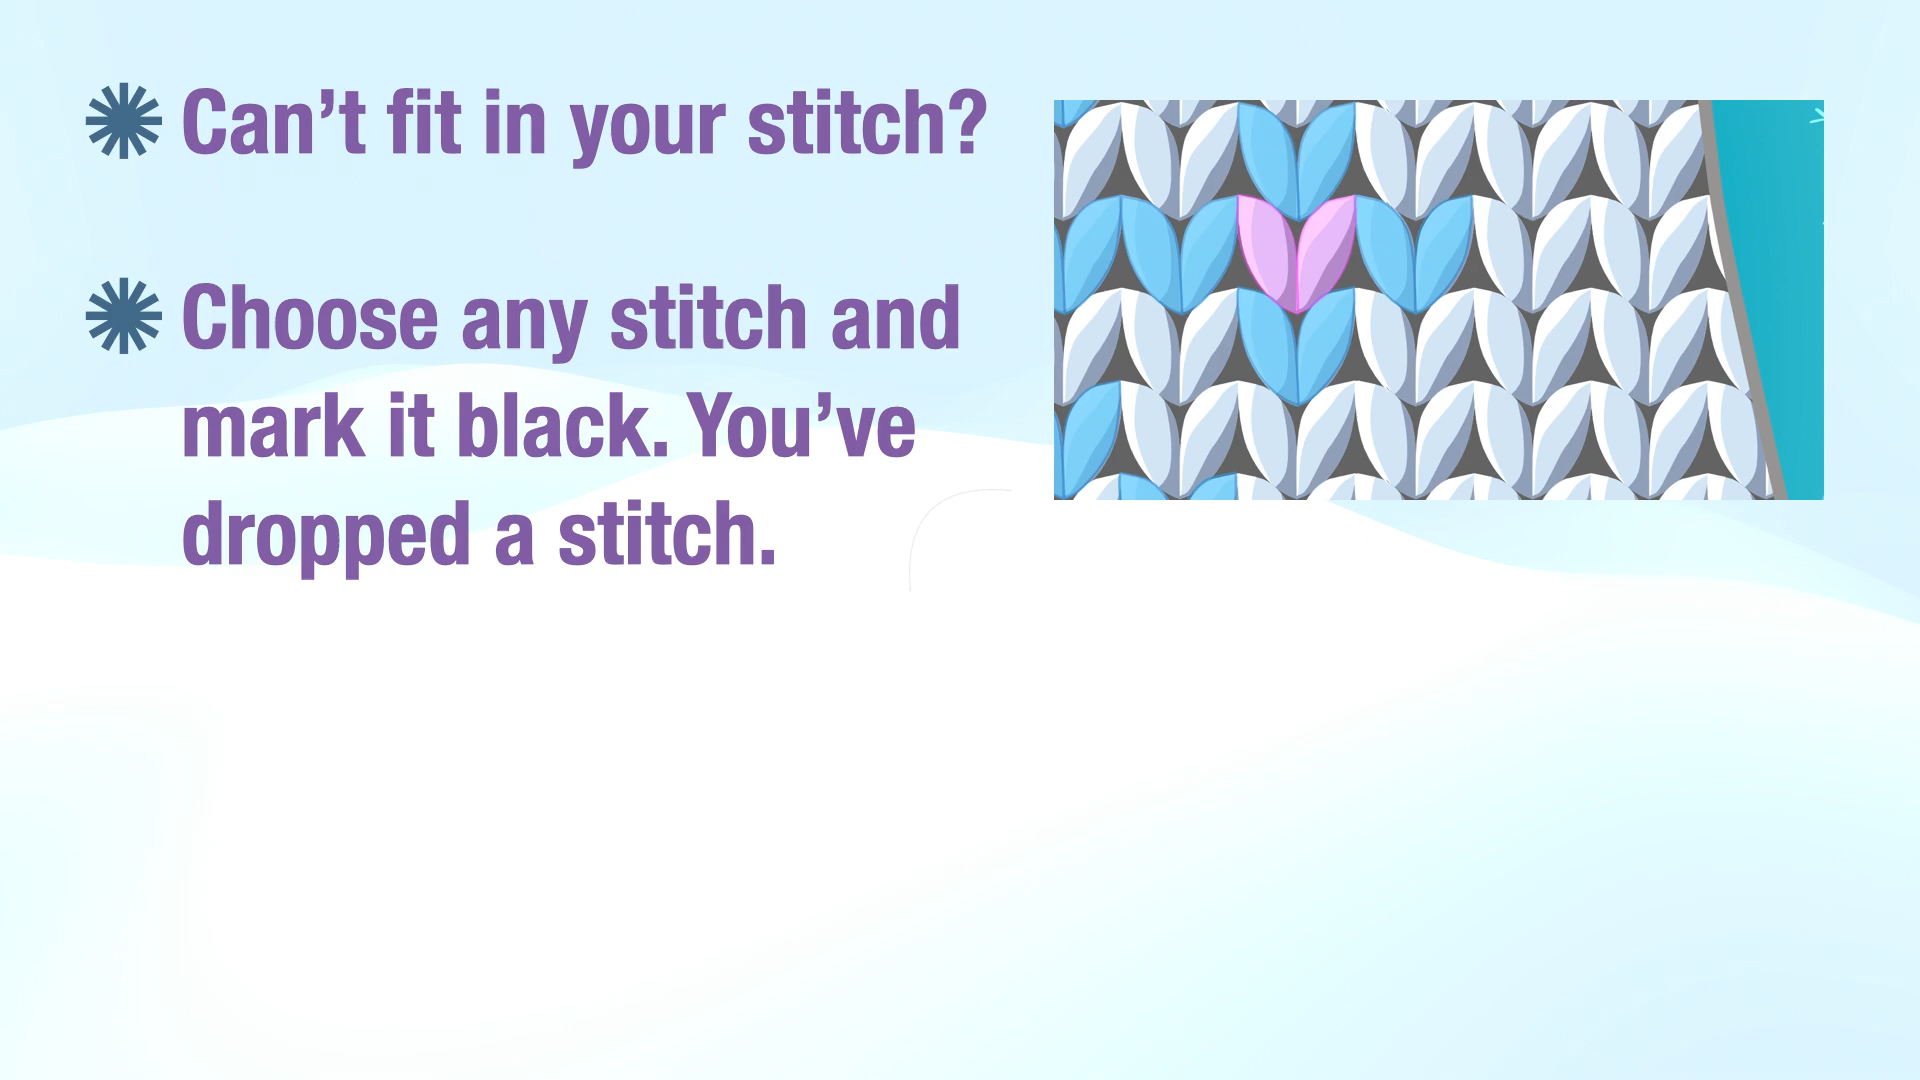 Can’t fit in your stitch?
Choose any stitch and
mark it black. You’ve
dropped a stitch.